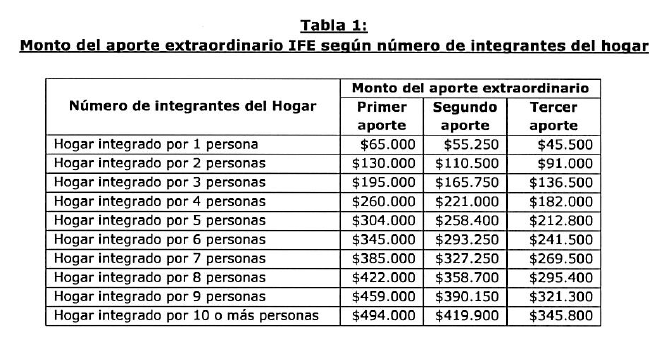 Tabla 1:
Monto del aporte extraordinario IFE según número de integrantes del hogar
Número de integrantes del Hogar
Monto del aporte extraordinario
Primer aporte
Segundo aporte
Tercer aporte
Hogar integrado por 1 persona $65.000 $55.250 $45.500
Hogar integrado por 2 personas $130.000 $110.500 $91.000
Hogar integrado por 3 personas $195.000 $165.750 $136.500
Hogar integrado por 4 personas $260.000 $221.000 $182.000
Hogar integrado por 5 personas $304.000 $258.400 $212.800
Hogar integrado por 6 personas $345.000 $293.250 $241.500
Hogar integrado por 7 personas $385.000 $327.250 $269.500
Hogar integrado por 8 personas $422.000 $358.700 $295.400
Hogar integrado por 9 personas $459.000 $390.150 $321.300
Hogar integrado por 10 o más personas $494.000 $419.900 $345.800